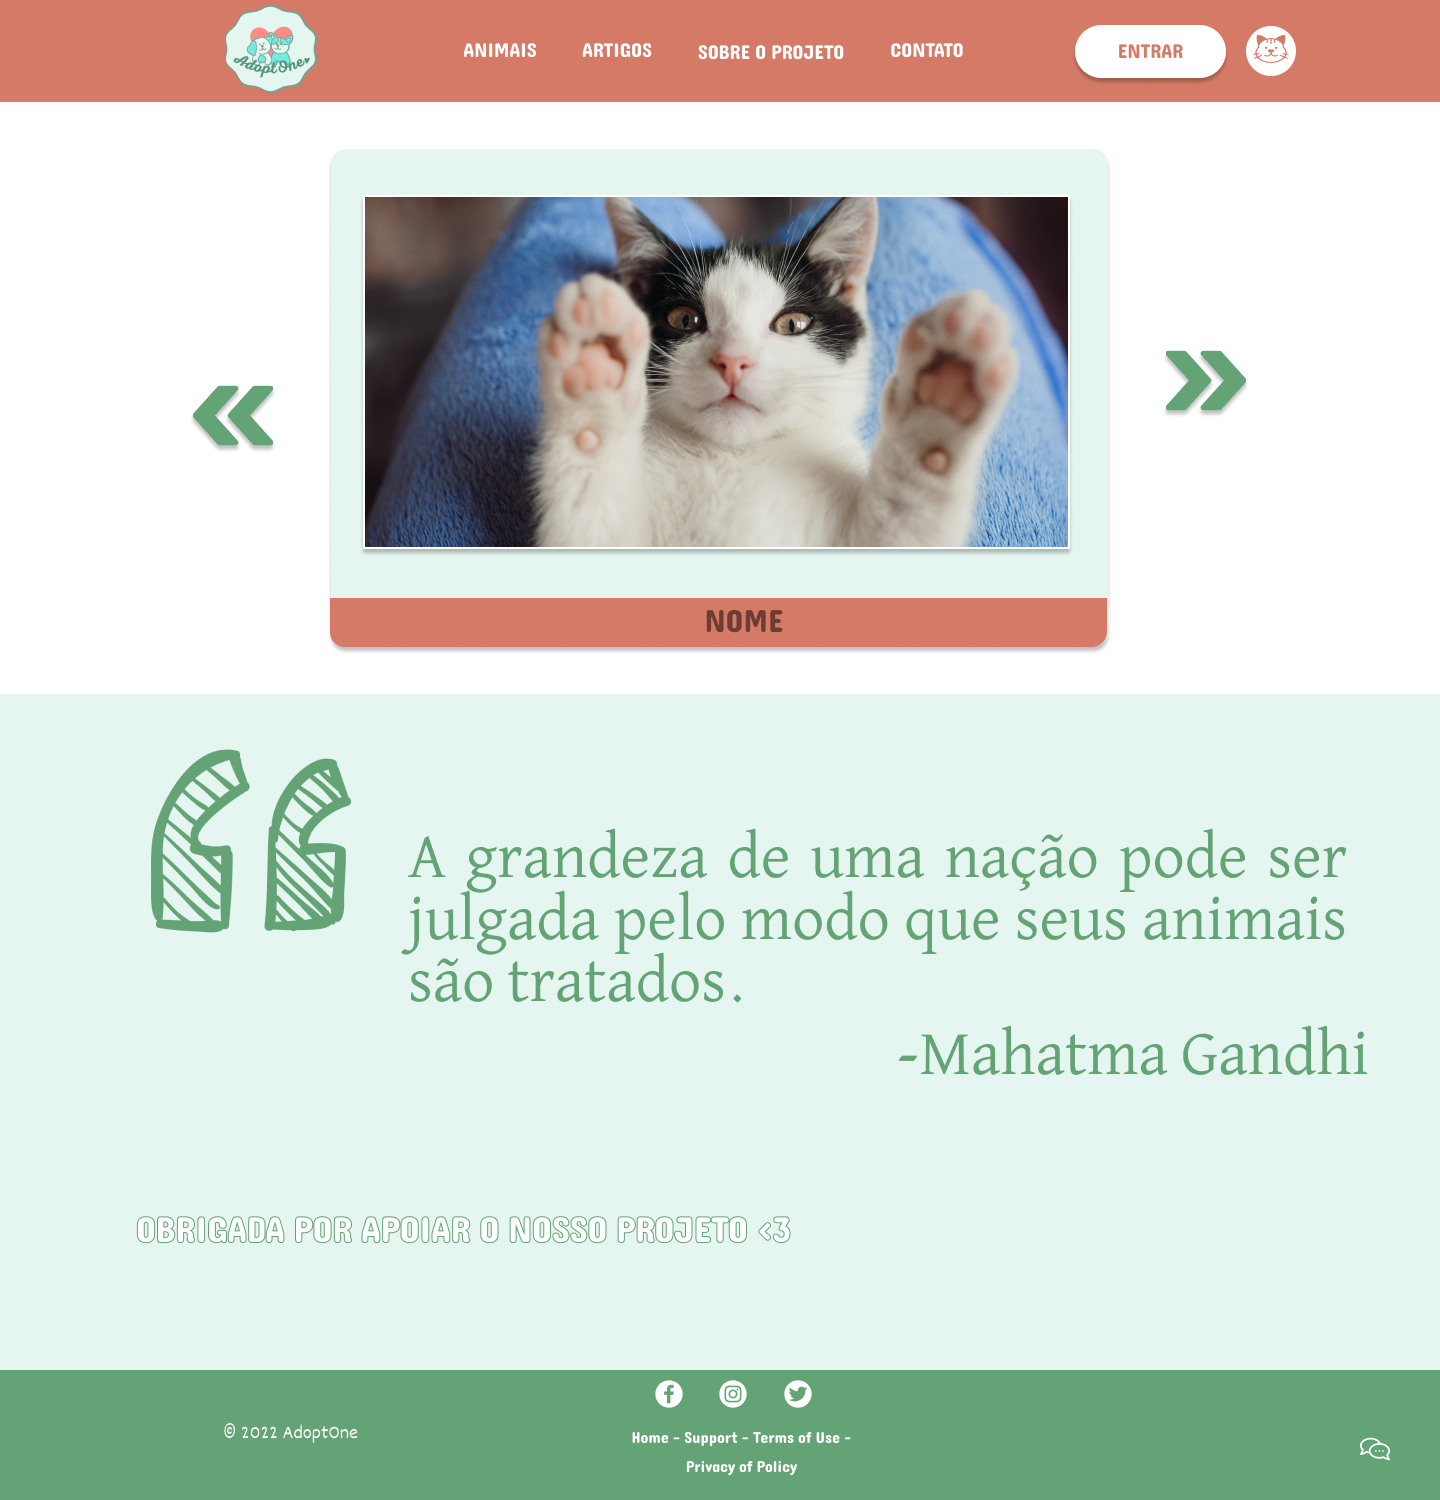 AdoptOne
ANIMAIS
ARTIGOS
SOBRE O PROJETO
CONTATO
ENTRAR
NOME
A grandeza de uma nação pode ser
julgada pelo modo que seus animais
são tratados.
-Mahatma Gandhi
OBRIGADA POR APOIAR O NOSSO PROJETO <3
© 2022 AdoptOne
Home - Support - Terms of Use -
Privacy of Policy